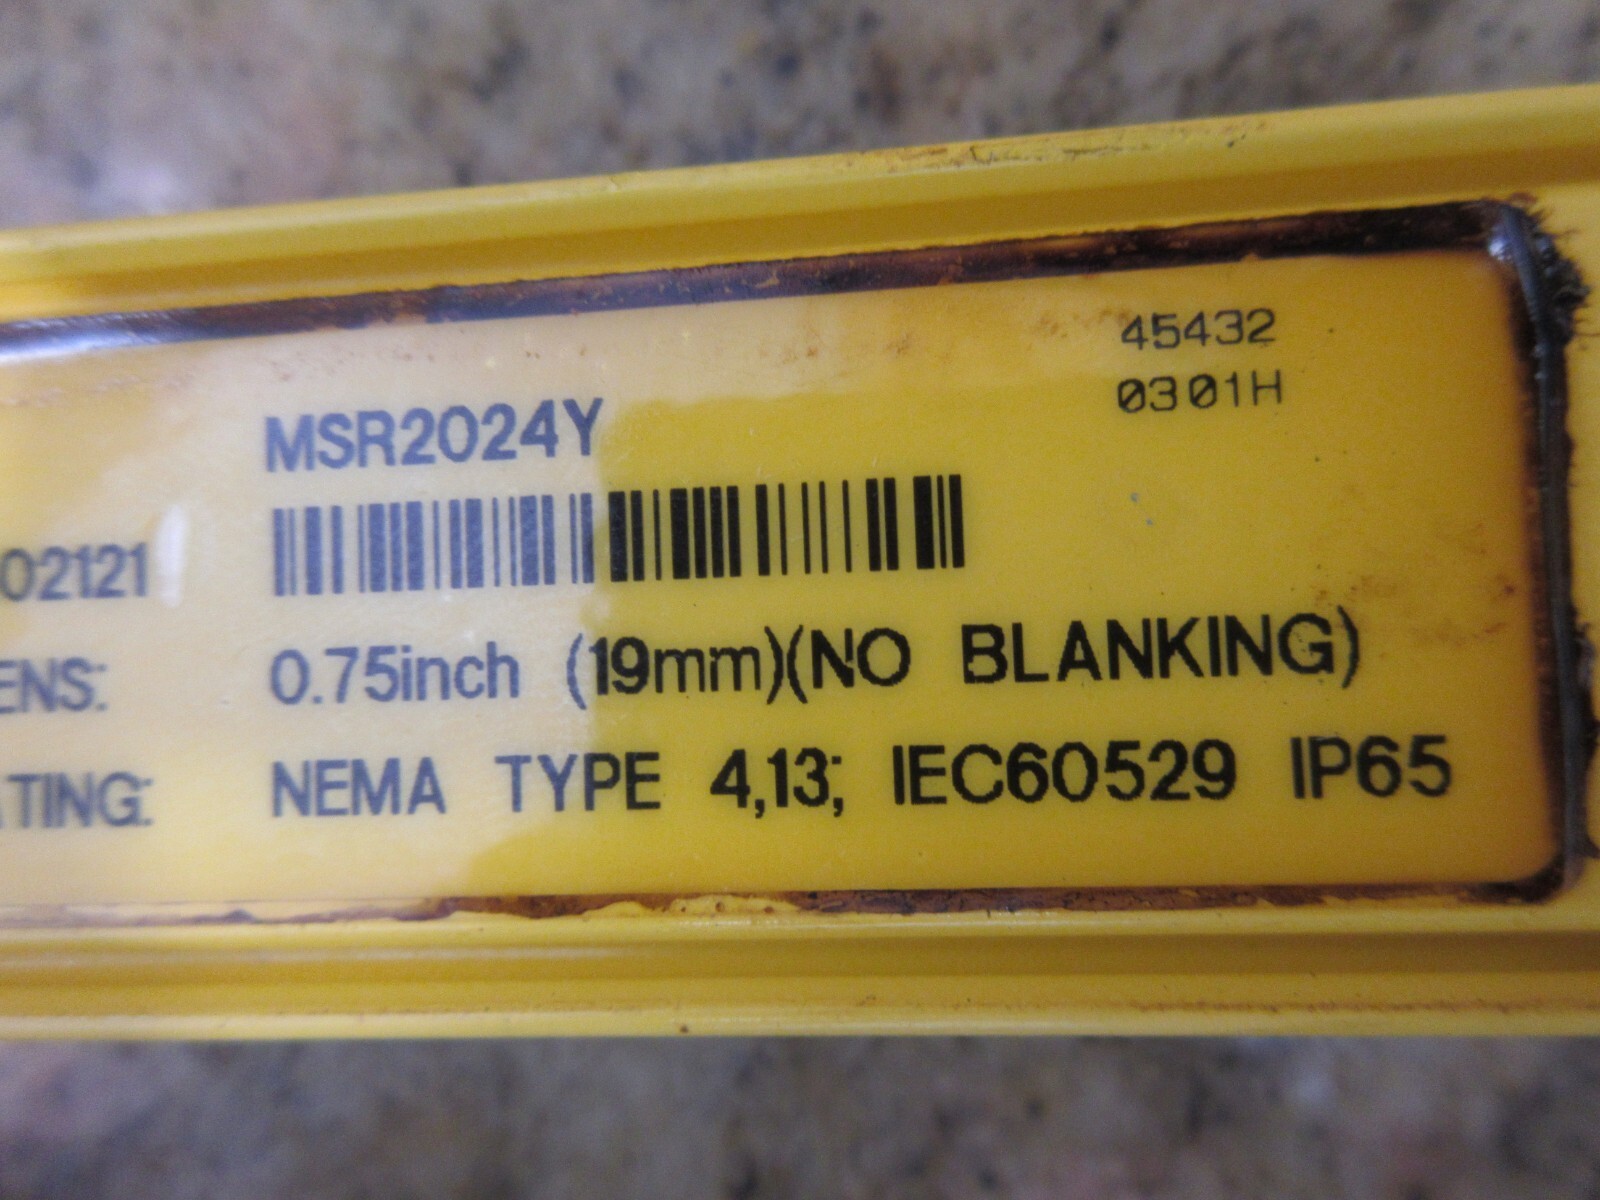 45432
0301H
MSR2024Y
02121
ENS: 0.75inch (19mm)(NO BLANKING)
ATING: NEMA TYPE 4,13; IEC60529 IP65